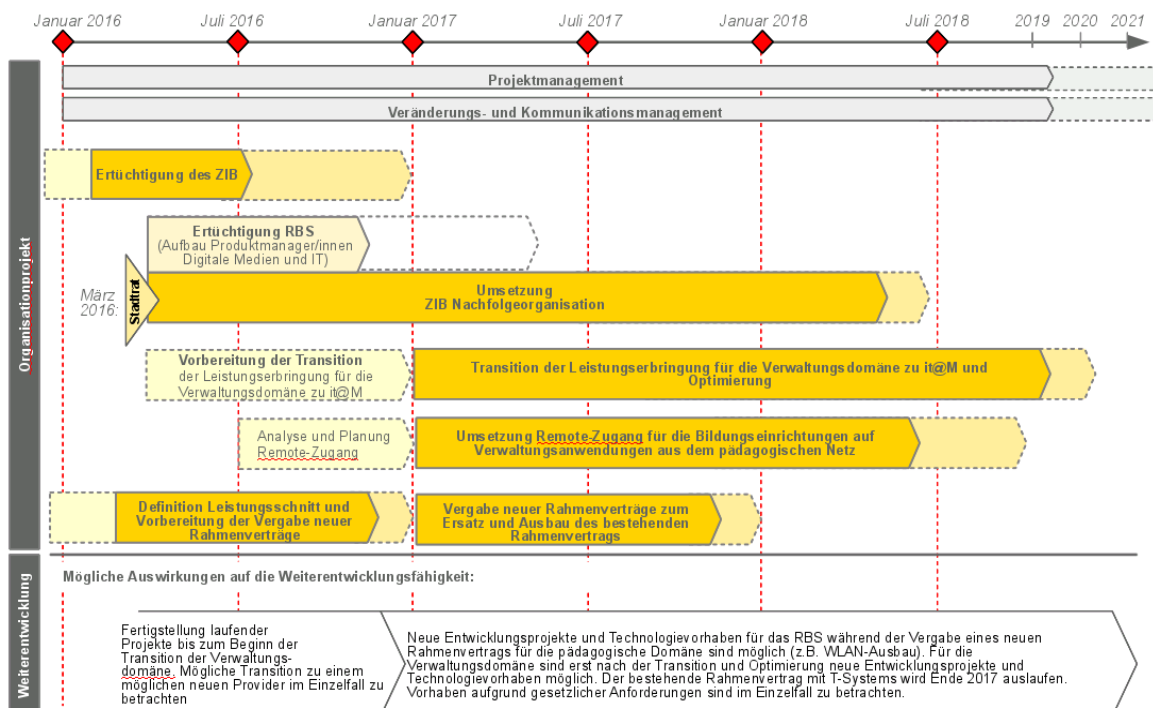 Januar 2016
Juli 2016
Januar 2017
Juli 2017
Januar 2018
Juli 2018
2019
2020
2021
Organisationprojekt
Projektmanagement
Veränderungs- und Kommunikationsmanagement
Ertüchtigung des ZIB
Ertüchtigung RBS
(Aufbau Produktmanager/innen
Digitale Medien und IT)
März
2016:
Stadtrat
Umsetzung
ZIB Nachfolgeorganisation
Vorbereitung der Transition
der Leistungserbringung für die
Verwaltungsdomäne zu it@M
Transition der Leistungserbringung für die Verwaltungsdomäne zu it@M und
Optimierung
Analyse und Planung
Remote-Zugang
Umsetzung Remote-Zugang für die Bildungseinrichtungen auf
Verwaltungsanwendungen aus dem pädagogischen Netz
Definition Leistungsschnitt und
Vorbereitung der Vergabe neuer
Rahmenverträge
Vergabe neuer Rahmenverträge zum
Ersatz und Ausbau des bestehenden
Rahmenvertrags
Weiterentwicklung
Mögliche Auswirkungen auf die Weiterentwicklungsfähigkeit:
Fertigstellung laufender
Projekte bis zum Beginn der
Transition der Verwaltungs-
domäne. Mögliche Transition zu einem
möglichen neuen Provider im Einzelfall zu
betrachten
Neue Entwicklungsprojekte und Technologievorhaben für das RBS während der Vergabe eines neuen
Rahmenvertrags für die pädagogische Domäne sind möglich (z.B. WLAN-Ausbau). Für die
Verwaltungsdomäne sind erst nach der Transition und Optimierung neue Entwicklungsprojekte und
Technologievorhaben möglich. Der bestehende Rahmenvertrag mit T-Systems wird Ende 2017 auslaufen.
Vorhaben aufgrund gesetzlicher Anforderungen sind im Einzelfall zu betrachten.